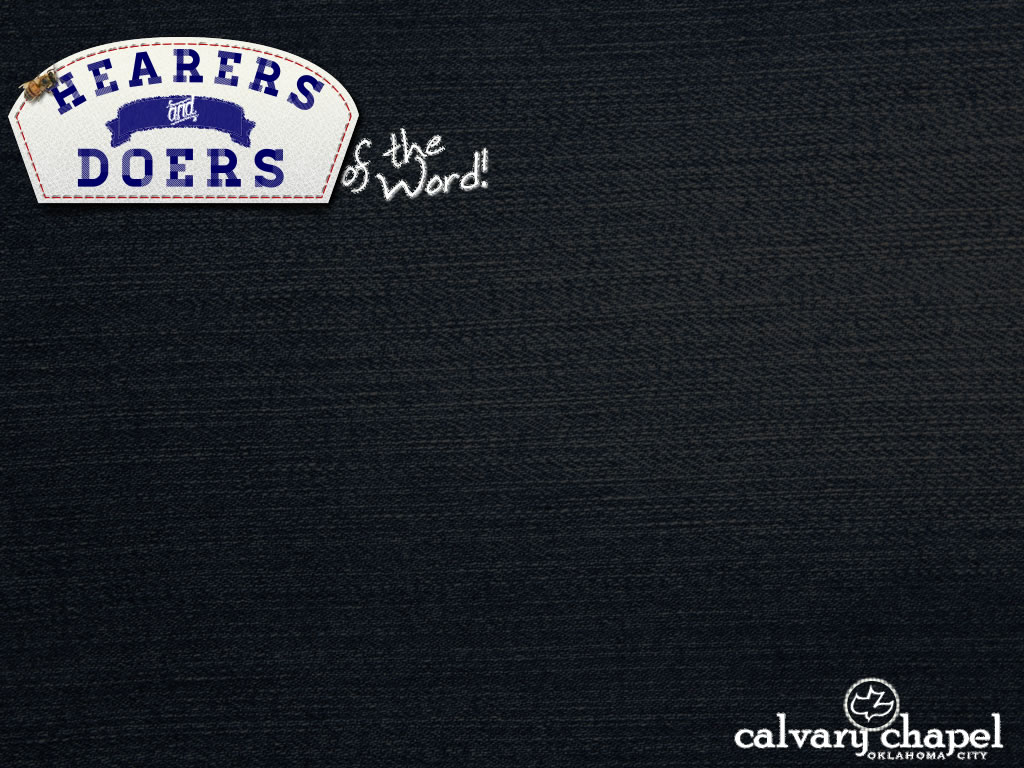 HEARERS
and
DOERS
of the
Word!
calvary chapel
OKLAHOMA CITY